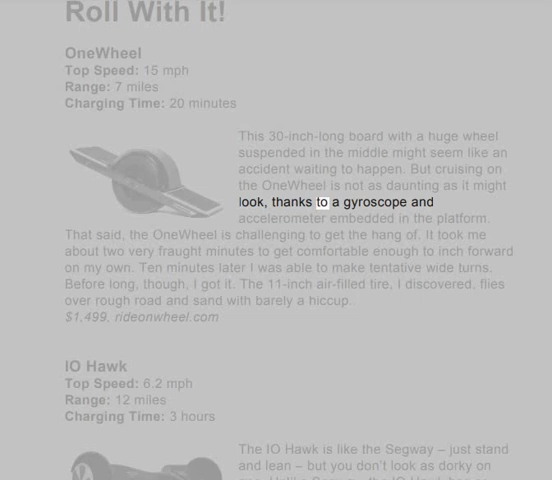 Roll With It!
OneWheel
Top Speed: 15 mph
Range: 7 miles
Charging Time: 20 minutes
This 30-inch-long board with a huge wheel
suspended in the middle might seem like an
accident waiting to happen. But cruising on
the OneWheel is not as daunting as it might
look, thanks to a gyroscope and
accelerometer embedded in the platform.
That said, the OneWheel is challenging to get the hang of. It took me
about two very fraught minutes to get comfortable enough to inch forward
on my own. Ten minutes later I was able to make tentative wide turns.
Before long, though, I got it. The 11-inch air-filled tire, I discovered, flies
over rough road and sand with barely a hiccup.
$1,499, rideonwheel.com
IO Hawk
Top Speed: 6.2 mph
Range: 12 miles
Charging Time: 3 hours
The IO Hawk is like the Segway – just stand
and lean – but you don't look as dorky on